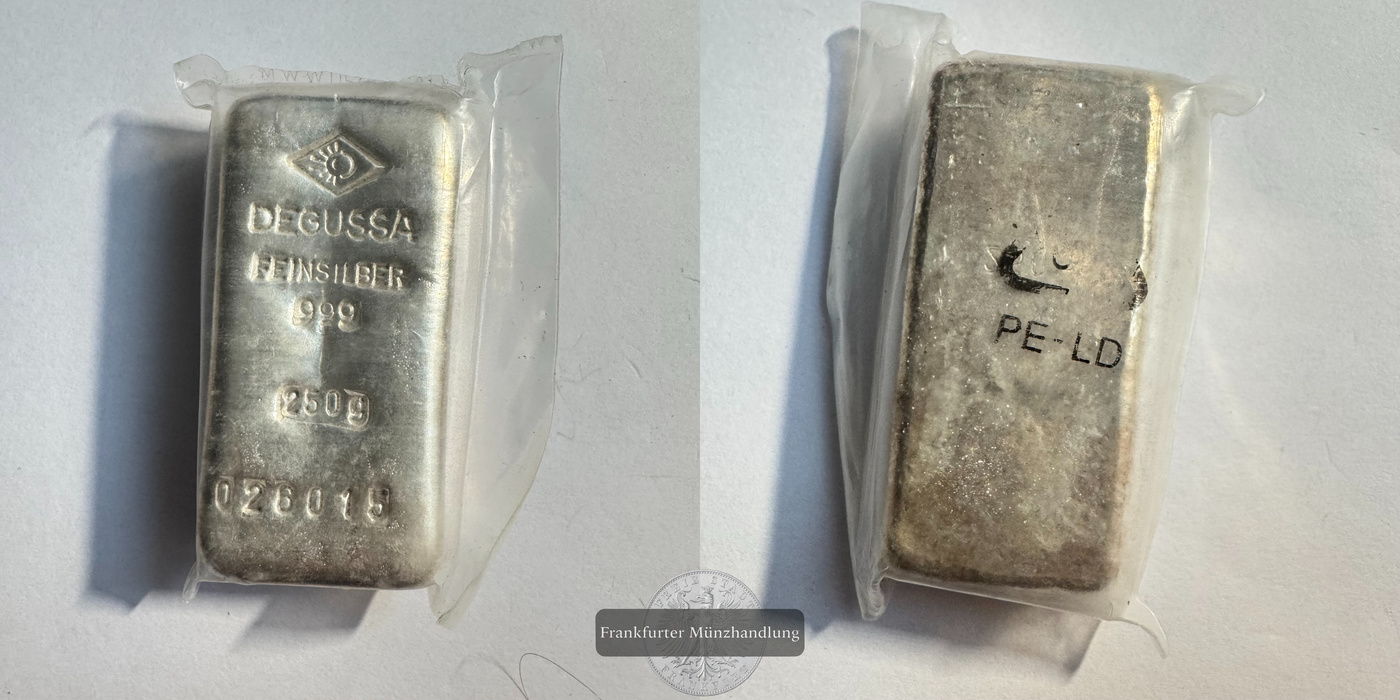 DEGUSSA
FEINSILBER
999
250g
026015
PE-LD
Frankfurter Münzhandlung